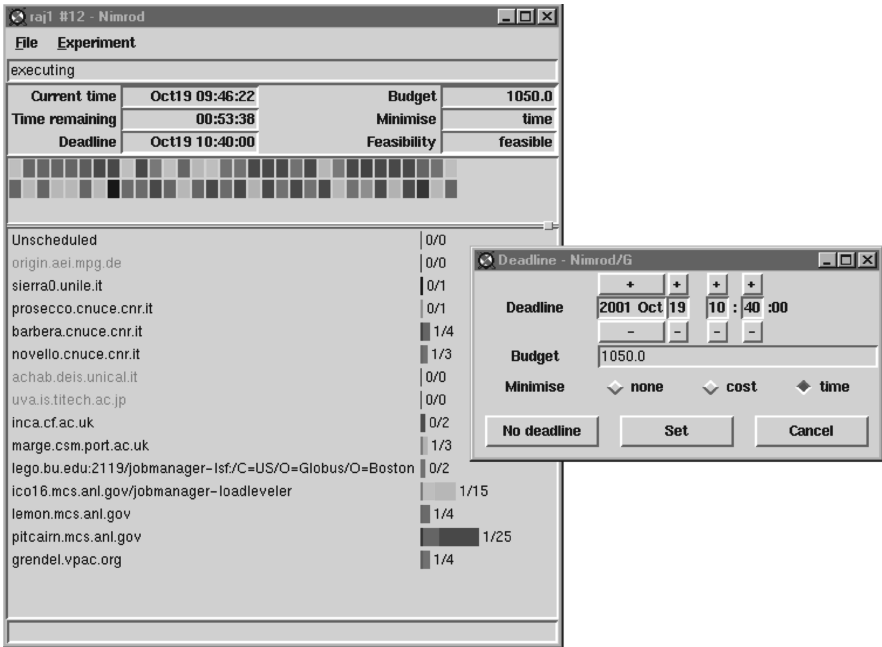 raj1 #12 - Nimrod
File Experiment
executing
Current time Oct19 09:46:22 Budget 1050.0
Time remaining 00:53:38 Minimise time
Deadline Oct19 10:40:00 Feasibility feasible
Unscheduled 0/0
origin.aei.mpg.de 0/0
sierra0.unile.it 0/1
prosecco.cnuce.cnr.it 0/1
barbera.cnuce.cnr.it 1/4
novello.cnuce.cnr.it 1/3
achab.deis.unical.it 0/0
uva.is.titech.ac.jp 0/0
inca.cf.ac.uk 0/2
marge.csm.port.ac.uk 1/3
lego.bu.edu:2119/jobmanager-lsf:/C=US/O=Globus/O=Boston 0/2
ico16.mcs.anl.gov/jobmanager-loadleveler 1/15
lemon.mcs.anl.gov 1/4
pitcairn.mcs.anl.gov 1/25
grendel.vpac.org 1/4
Deadline - Nimrod/G
+ + + +
Deadline 2001 Oct 19 10 : 40 :00
- - - -
Budget 1050.0
Minimise none cost time
No deadline Set Cancel